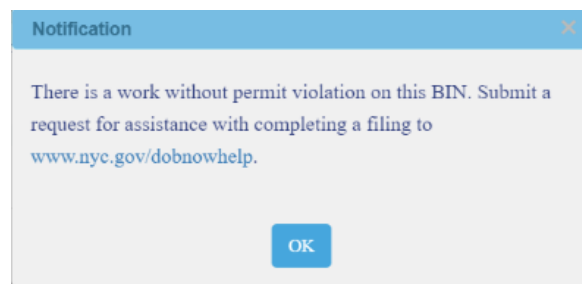 Notification
There is a work without permit violation on this BIN. Submit a
request for assistance with completing a filing to
www.nyc.gov/dobnowhelp.
OK